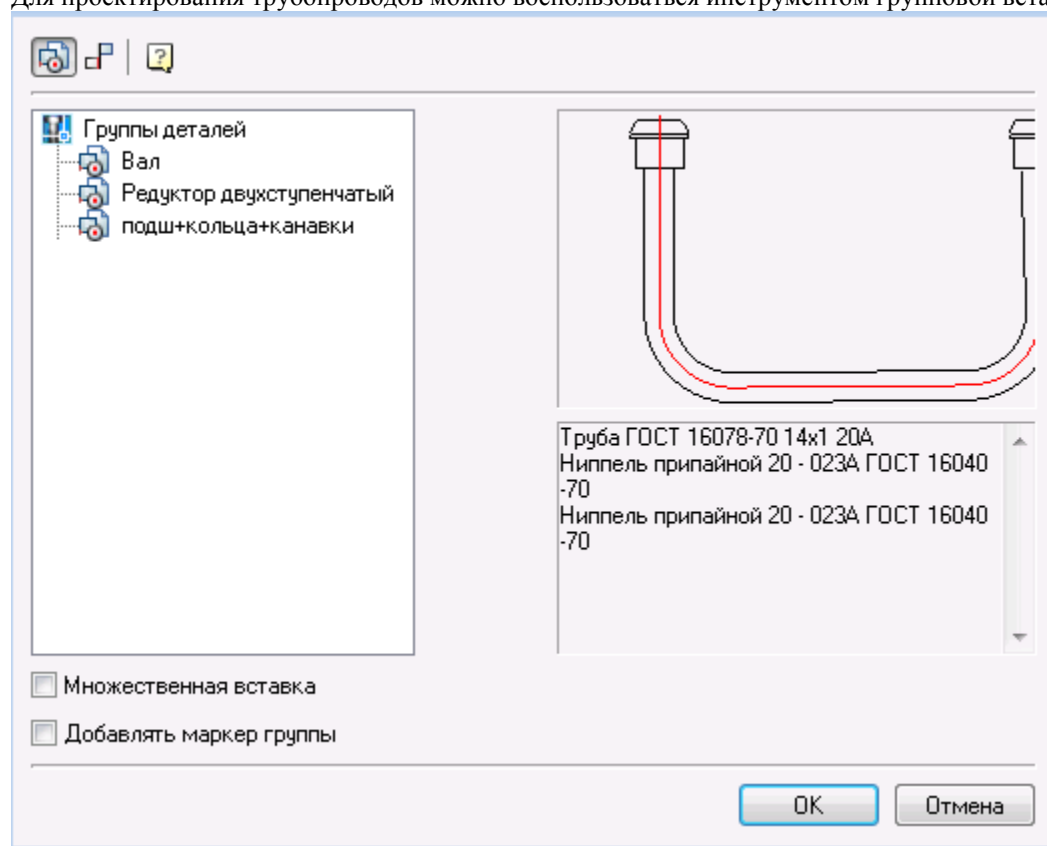 Для проектирования трубопроводов можно воспользоваться инструментом групповой вста
Группы деталей
Вал
Редуктор двухступенчатый
подш+кольца+канавки
Труба ГОСТ 16078-70 14x1 20А
Ниппель припайной 20 - 023А ГОСТ 16040
-70
Ниппель припайной 20 - 023А ГОСТ 16040
-70
Множественная вставка
Добавлять маркер группы
ОК
Отмена